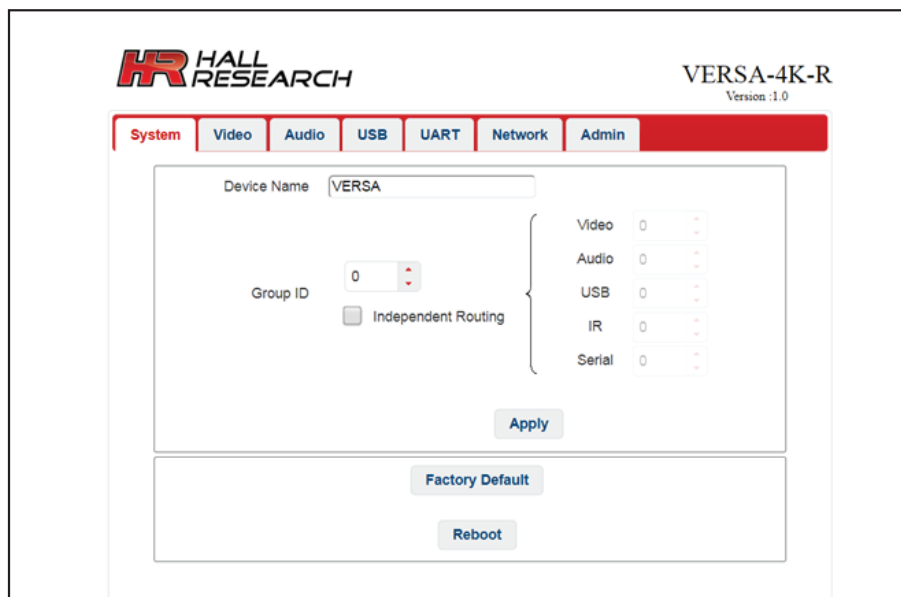 HALL
RESEARCH
VERSA-4K-R
Version :1.0
System Video Audio USB UART Network Admin
Device Name VERSA
Group ID 0
Independent Routing
Video 0
Audio 0
USB 0
IR 0
Serial 0
Apply
Factory Default
Reboot